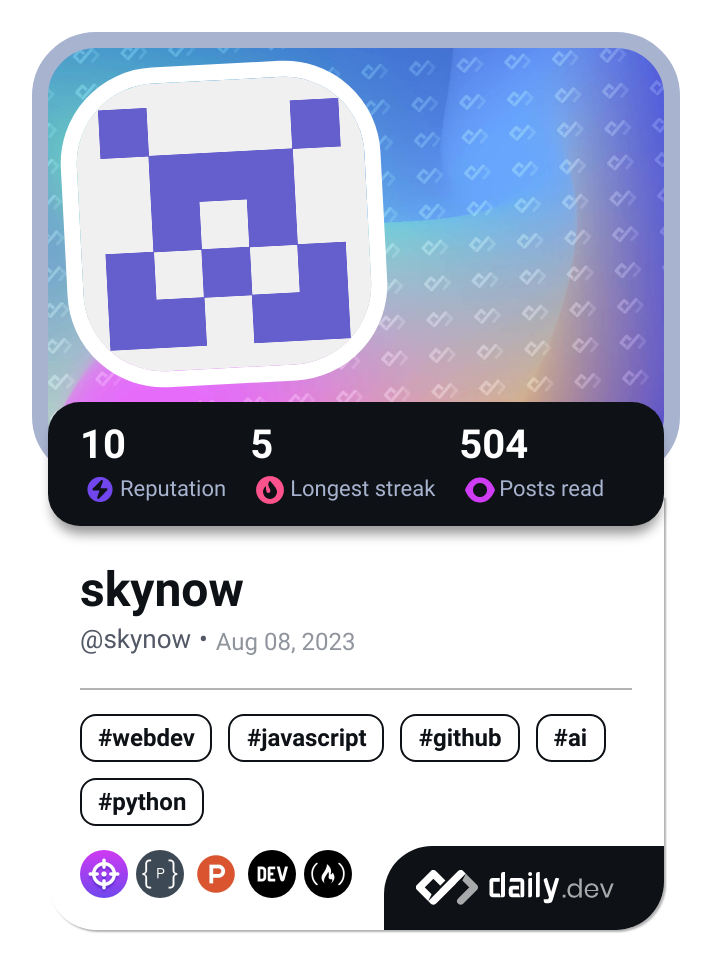 10 5 504
Reputation Longest streak Posts read
skynow
@skynow • Aug 08, 2023
#webdev #javascript #github #ai
#python
{P} P DEV
daily.dev